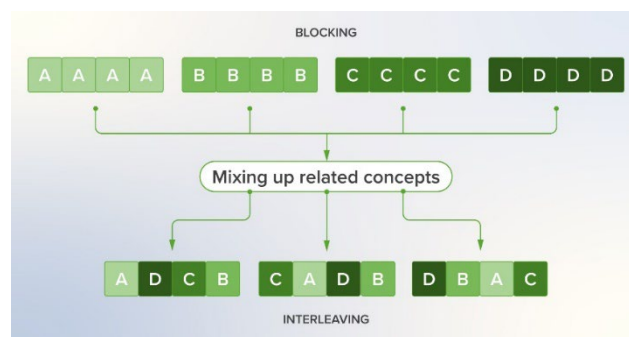 BLOCKING
A A A A B B B B C C C C D D D D
Mixing up related concepts
A D C B C A D B D B A C
INTERLEAVING